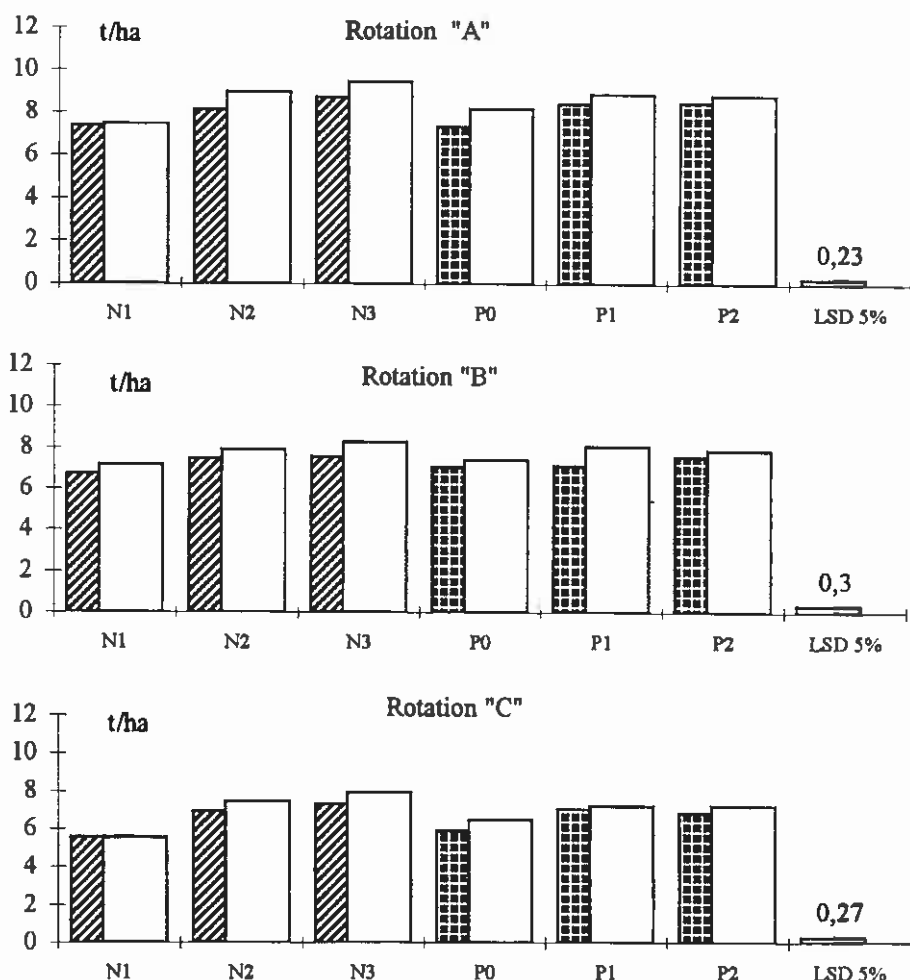 12
t/ha
Rotation "A"
10
8
6
4
2
0
0,23
N1 N2 N3 P0 P1 P2 LSD 5%
12
t/ha
Rotation "B"
10
8
6
4
2
0
0,3
N1 N2 N3 P0 P1 P2 LSD 5%
12
t/ha
Rotation "C"
10
8
6
4
2
0
0,27
N1 N2 N3 P0 P1 P2 LSD 5%